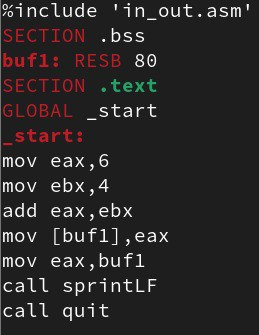 %include 'in_out.asm'
SECTION .bss
buf1: RESB 80
SECTION .text
GLOBAL _start
_start:
mov eax,6
mov ebx,4
add eax,ebx
mov [buf1],eax
mov eax,buf1
call sprintLF
call quit